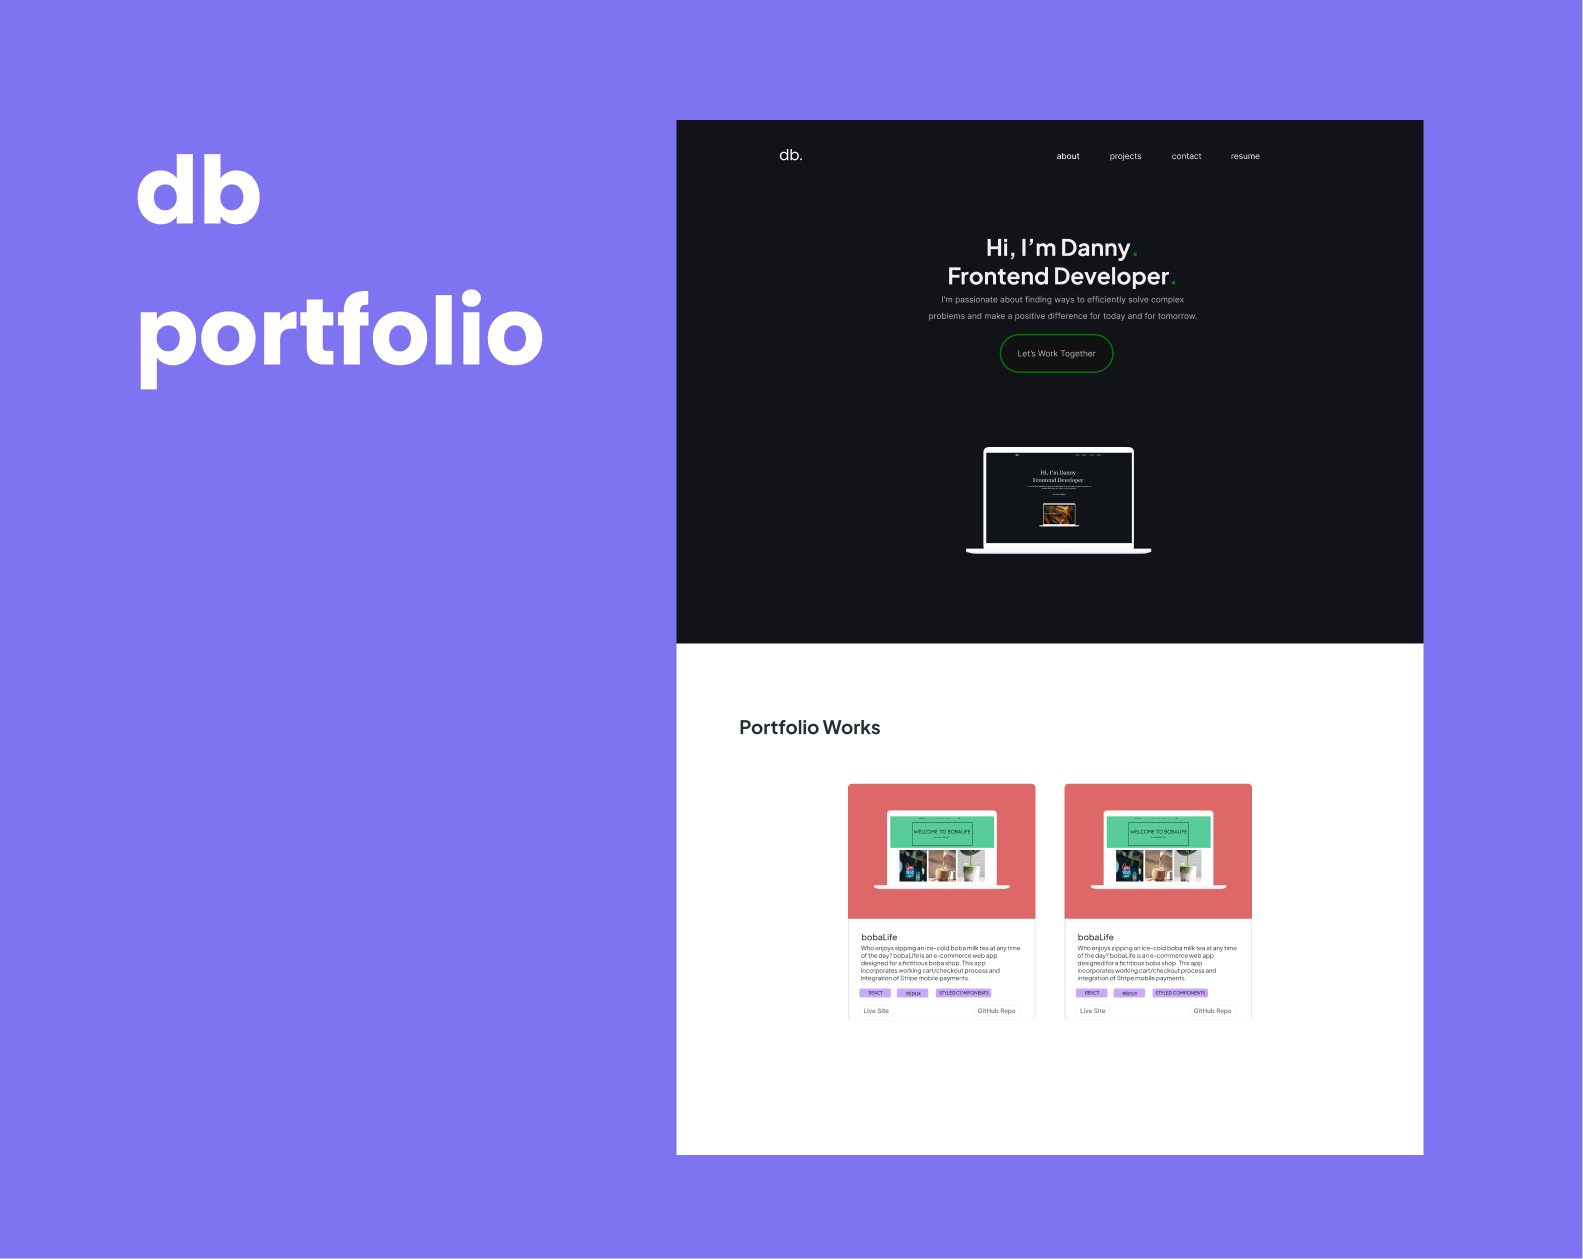 db
portfolio
db.
about projects contact resume
Hi, I’m Danny.
Frontend Developer.
I'm passionate about finding ways to efficiently solve complex
problems and make a positive difference for today and for tomorrow.
Let's Work Together
Hi, I'm Danny
Frontend Developer
Portfolio Works
WELCOME TO BOBALIFE
bobaLife
Who enjoys sipping an ice-cold boba milk tea at any time
of the day? bobaLife is an e-commerce web app
designed for a fictitious boba shop. This app
incorporates working cart/checkout process and
integration of Stripe mobile payments.
REACT REDUX STYLED COMPONENTS
Live Site GitHub Repo
WELCOME TO BOBALIFE
bobaLife
Who enjoys sipping an ice-cold boba milk tea at any time
of the day? bobaLife is an e-commerce web app
designed for a fictitious boba shop. This app
incorporates working cart/checkout process and
integration of Stripe mobile payments.
REACT REDUX STYLED COMPONENTS
Live Site GitHub Repo